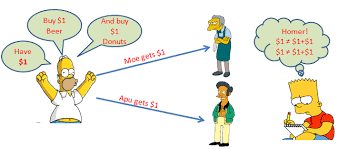 Have
$1
Buy $1
Beer
And buy
$1
Donuts
Moe gets $1
Apu gets $1
Homer!
$1 ≠ $1+$1
$1 ≠ $1+$1